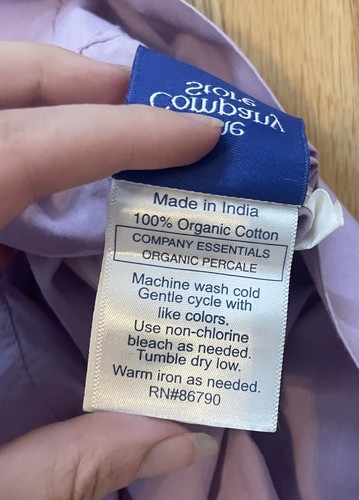 The
Company
Store
Made in India
100% Organic Cotton
COMPANY ESSENTIALS
ORGANIC PERCALE
Machine wash cold
Gentle cycle with
like colors.
Use non-chlorine
bleach as needed.
Tumble dry low.
Warm iron as needed.
RN#86790